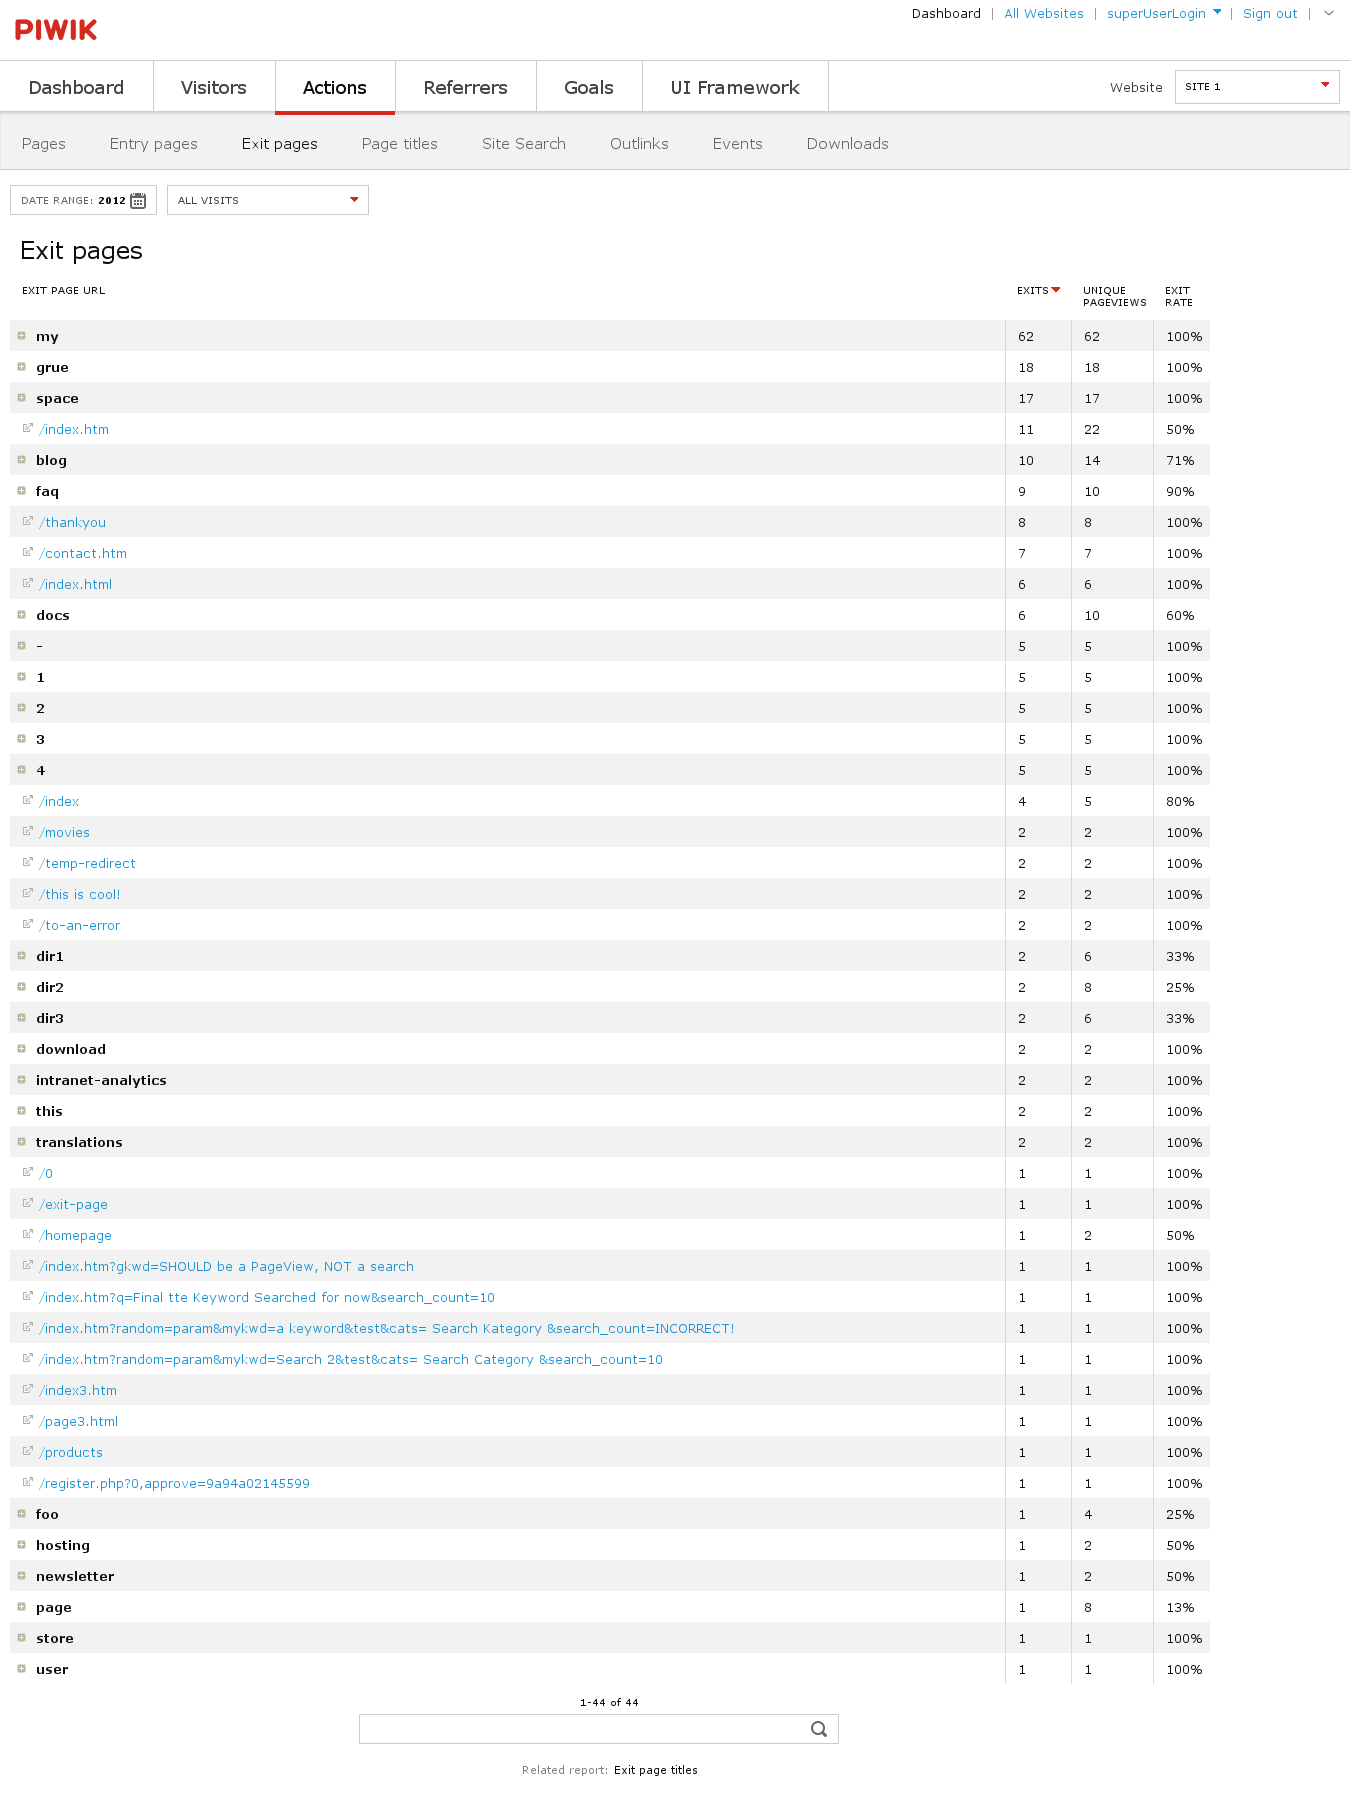 PIWIK
Dashboard | All Websites | superUserLogin | Sign out |
Dashboard Visitors Actions Referrers Goals UI Framework Website SITE 1
Pages Entry pages Exit pages Page titles Site Search Outlinks Events Downloads
DATE RANGE: 2012 ALL VISITS
Exit pages
EXIT PAGE URL EXITS UNIQUE PAGEVIEWS EXIT RATE
my 62 62 100%
grue 18 18 100%
space 17 17 100%
/index.htm 11 22 50%
blog 10 14 71%
faq 9 10 90%
/thankyou 8 8 100%
/contact.htm 7 7 100%
/index.html 6 6 100%
docs 6 10 60%
- 5 5 100%
1 5 5 100%
2 5 5 100%
3 5 5 100%
4 5 5 100%
/index 4 5 80%
/movies 2 2 100%
/temp-redirect 2 2 100%
/this is cool! 2 2 100%
/to-an-error 2 2 100%
dir1 2 6 33%
dir2 2 8 25%
dir3 2 6 33%
download 2 2 100%
intranet-analytics 2 2 100%
this 2 2 100%
translations 2 2 100%
/0 1 1 100%
/exit-page 1 1 100%
/homepage 1 2 50%
/index.htm?gkwd=SHOULD be a PageView, NOT a search 1 1 100%
/index.htm?q=Final tte Keyword Searched for now&search_count=10 1 1 100%
/index.htm?random=param&mykwd=a keyword&test&cats= Search Kategory &search_count=INCORRECT! 1 1 100%
/index.htm?random=param&mykwd=Search 2&test&cats= Search Category &search_count=10 1 1 100%
/index3.htm 1 1 100%
/page3.html 1 1 100%
/products 1 1 100%
/register.php?0,approve=9a94a02145599 1 1 100%
foo 1 4 25%
hosting 1 2 50%
newsletter 1 2 50%
page 1 8 13%
store 1 1 100%
user 1 1 100%
1-44 of 44
Related report: Exit page titles